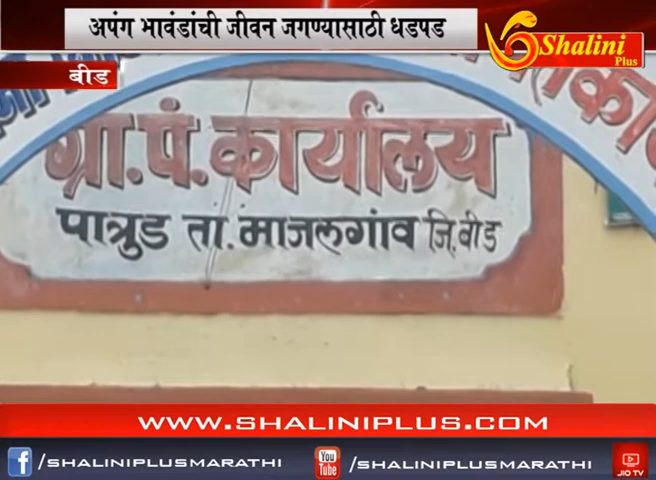 अपंग भावंडांची जीवन जगण्यासाठी धडपड
Shalini
Plus
बीड
ग्रा.पं.कार्यालय
पात्रुड ता.माजलगांव जि.बीड
WWW.SHALINIPLUS.COM
f /SHALINIPLUSMARATHI
You Tube /SHALINIPLUSMARATHI
JIO TV